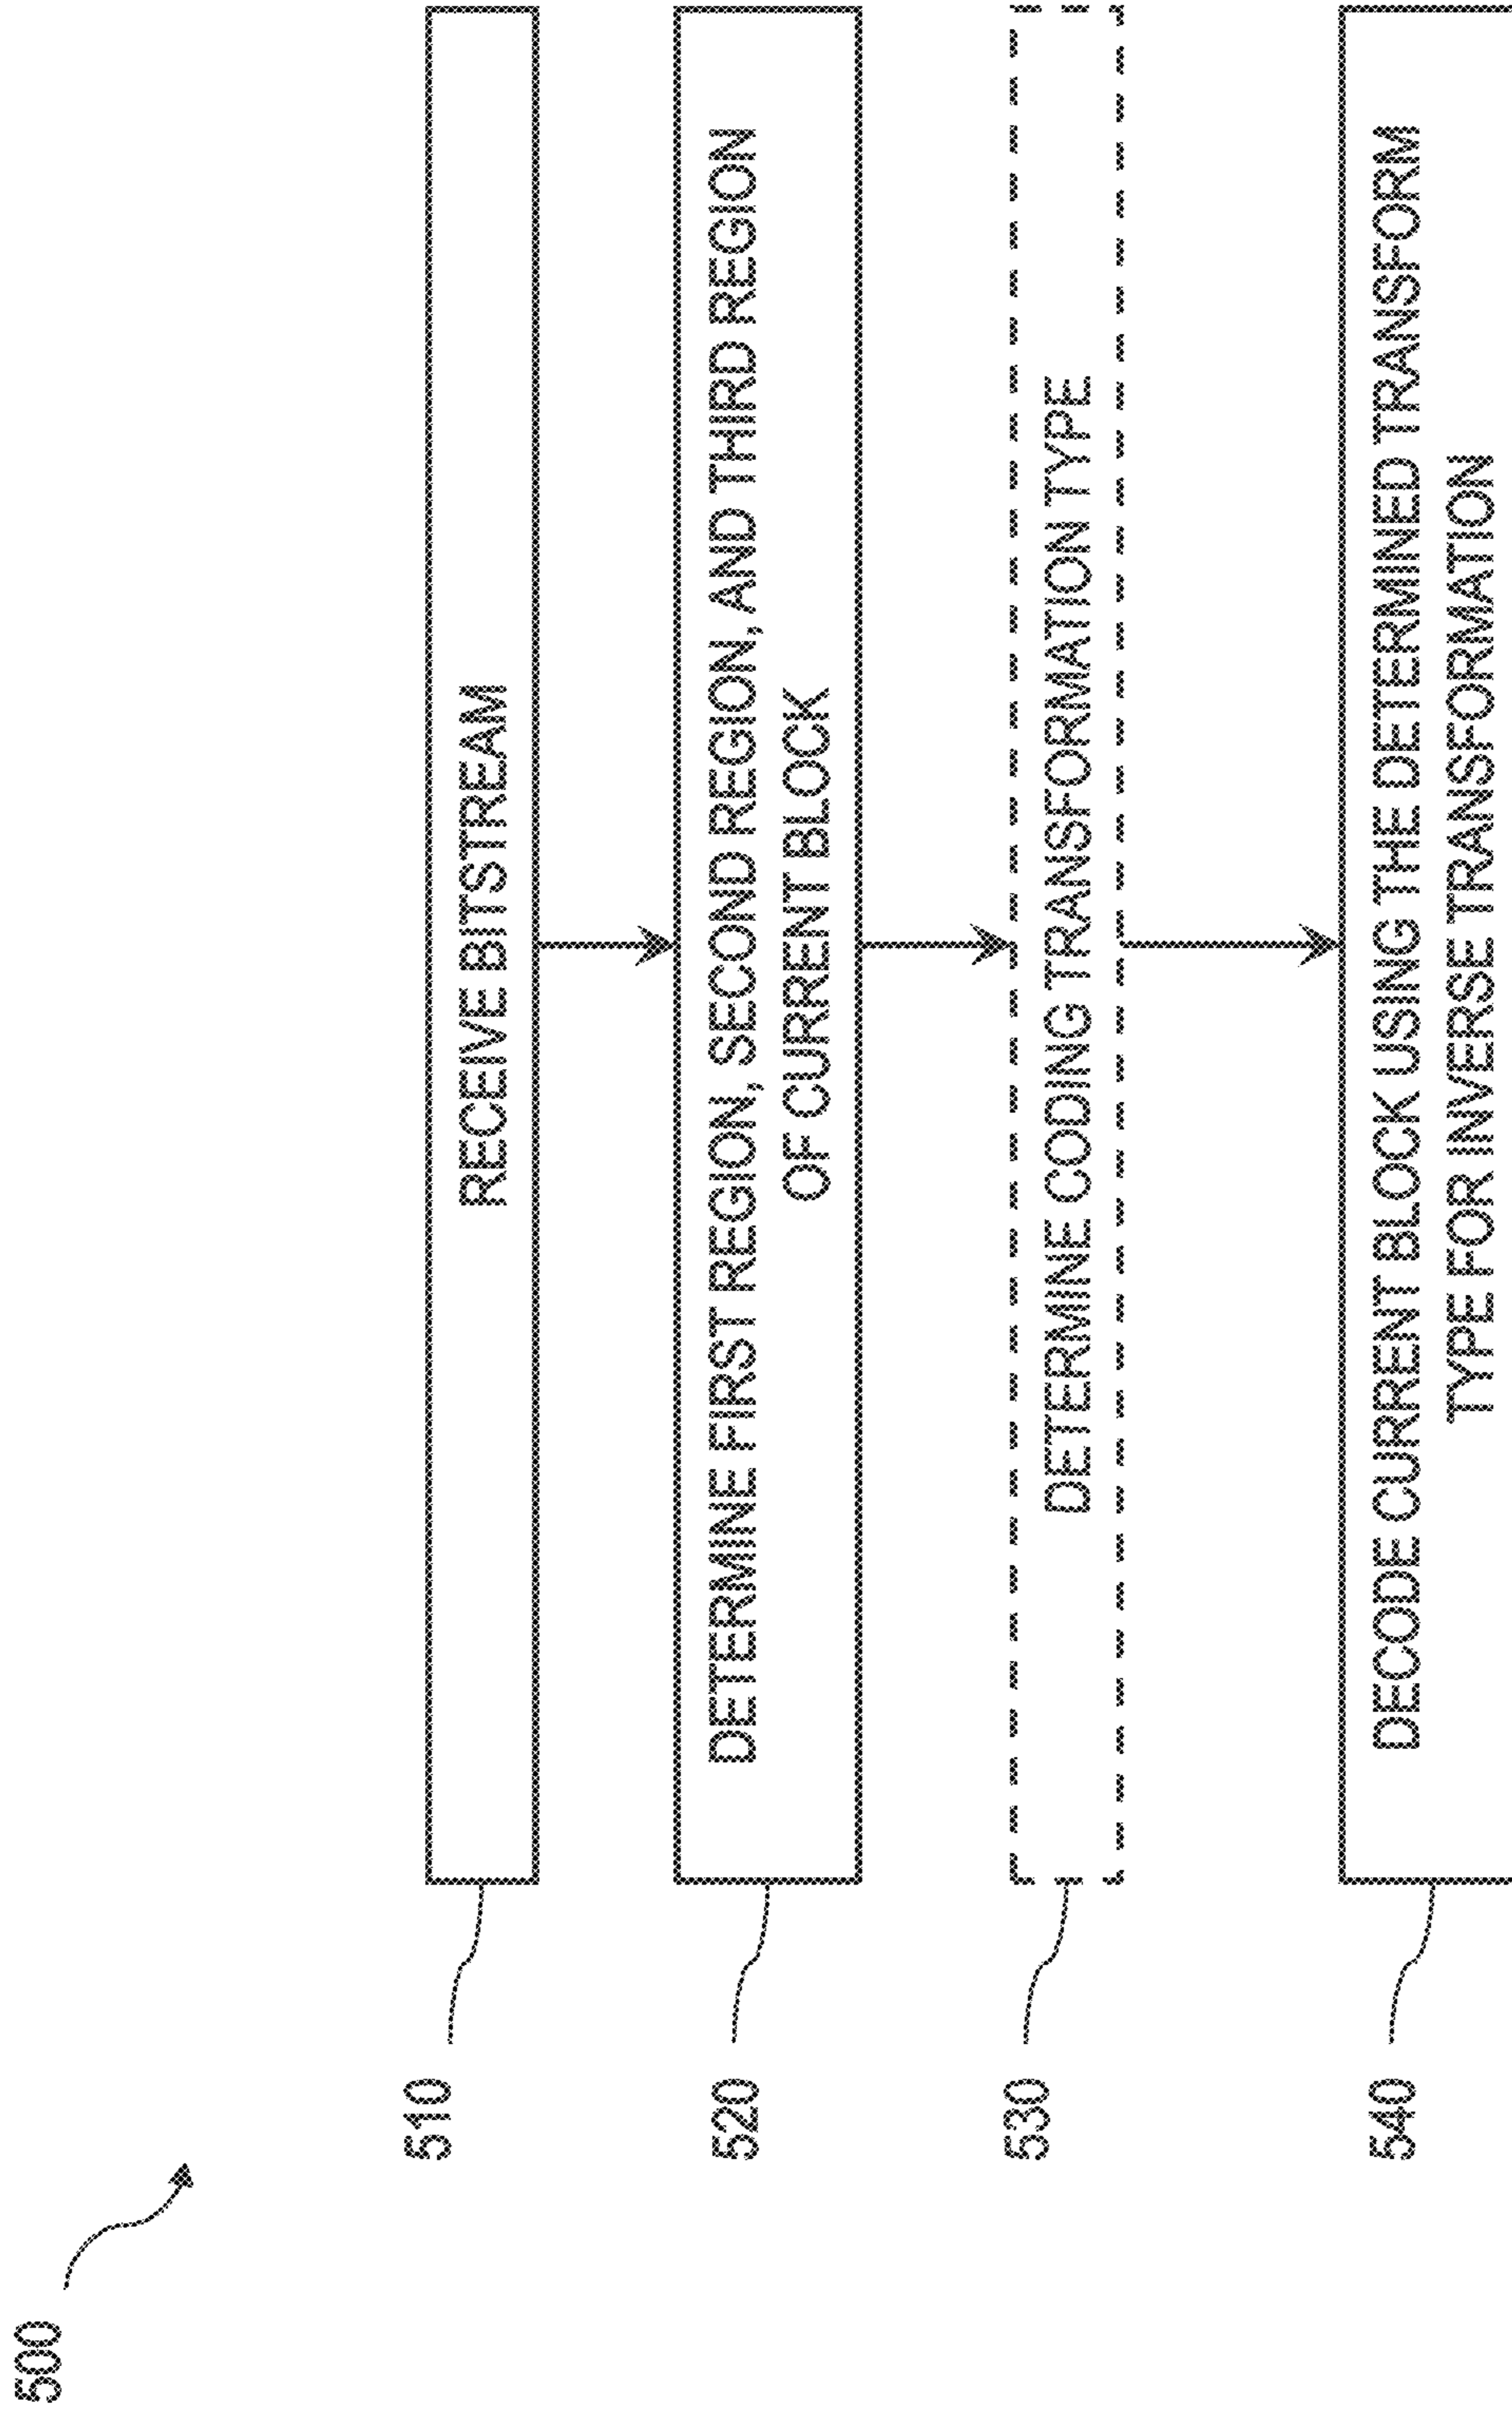 500
510
RECEIVE BITSTREAM
520
DETERMINE FIRST REGION, SECOND REGION, AND THIRD REGION
OF CURRENT BLOCK
530
DETERMINE CODING TRANSFORMATION TYPE
540
DECODE CURRENT BLOCK USING THE DETERMINED TRANSFORM
TYPE FOR INVERSE TRANSFORMATION